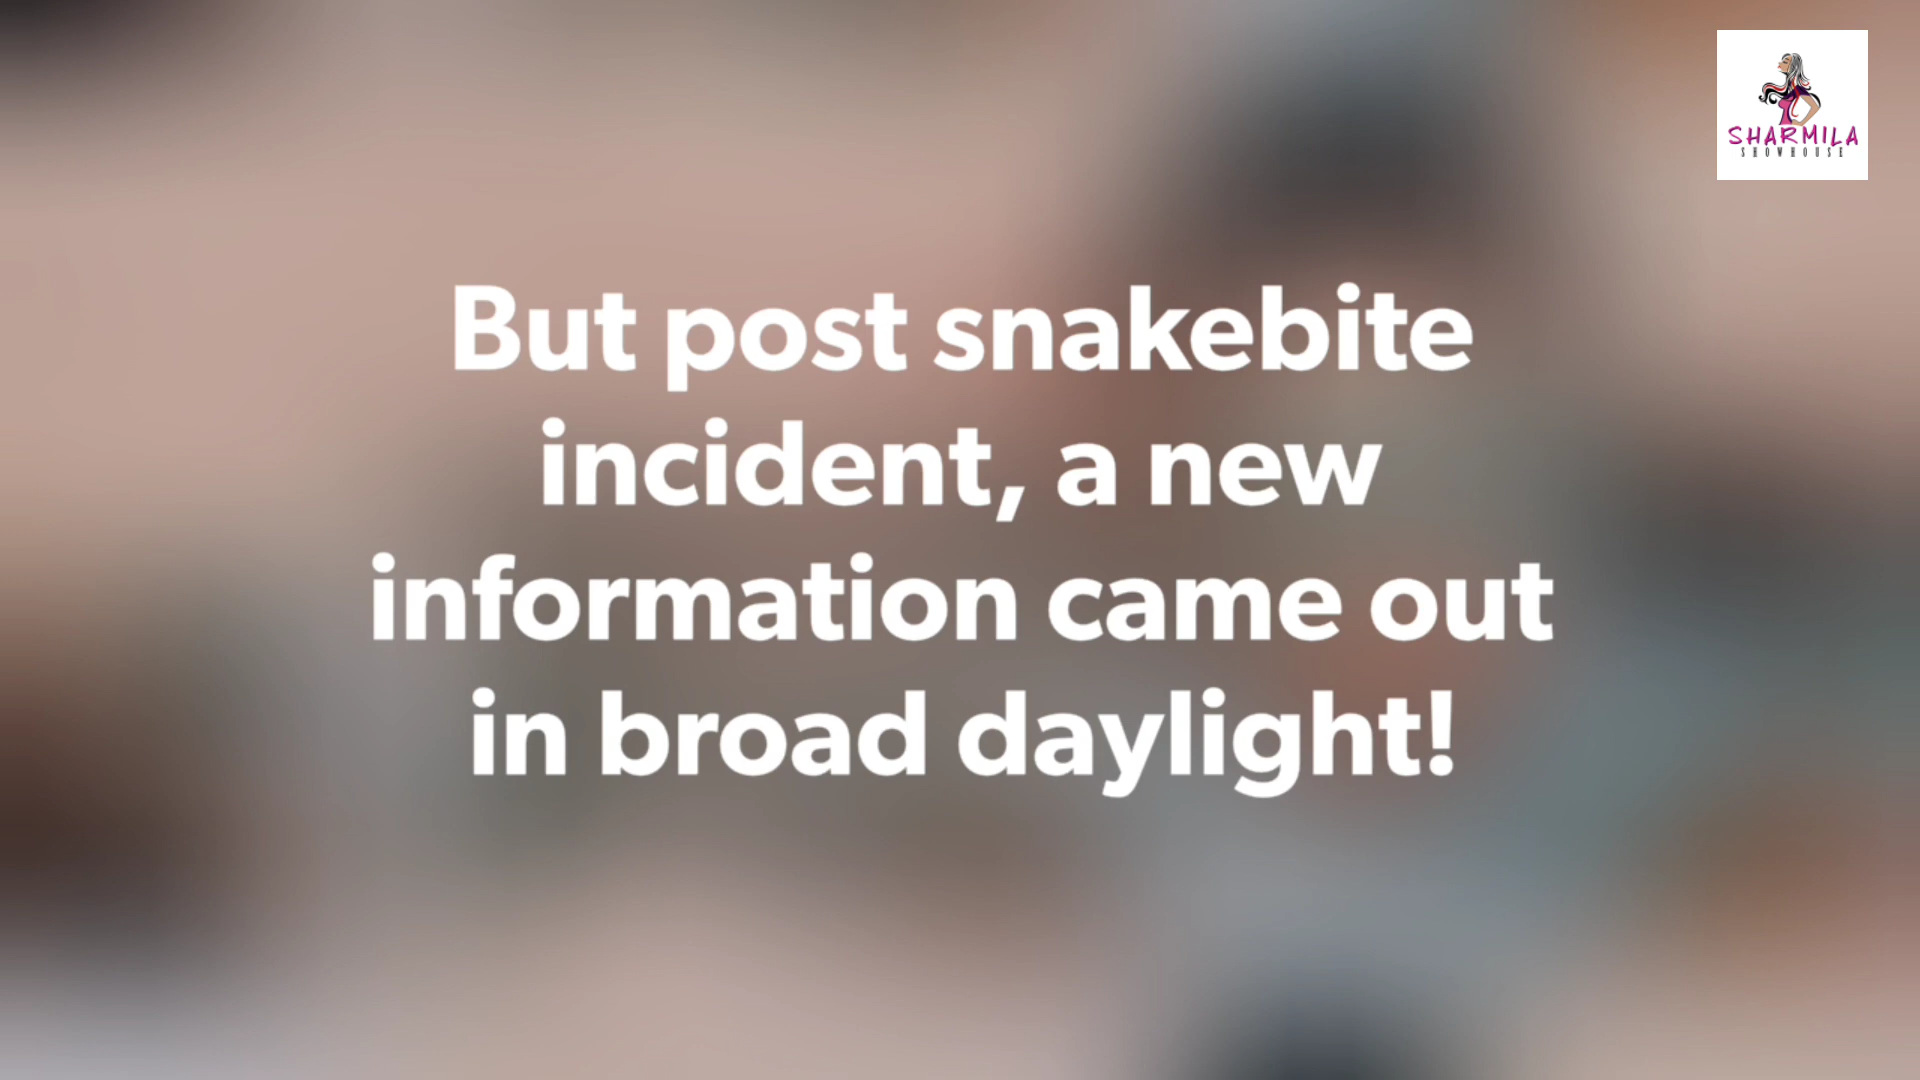 SHARMILA
SHOWHOUSE
But post snakebite
incident, a new
information came out
in broad daylight!